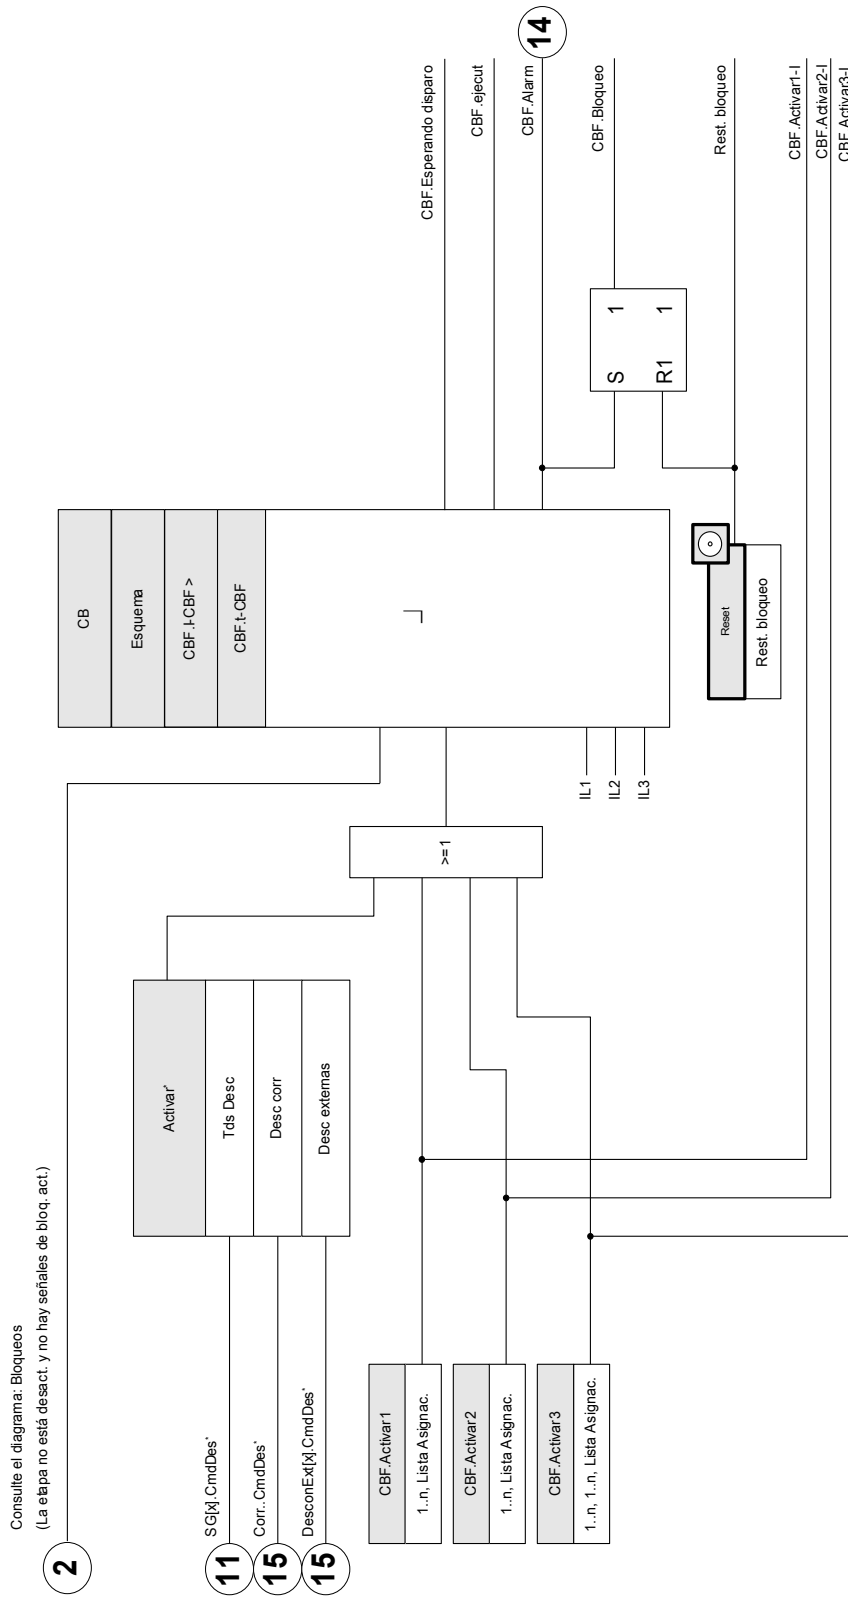 Consulte el diagrama: Bloqueos
(La etapa no está desact. y no hay señales de bloq. act.)
2
SG[x].CmdDes*
11
Corr..CmdDes*
15
DesconExt[x].CmdDes*
15
Activar*
Tds Desc
Desc corr
Desc externas
CBF.Activar1
1..n, Lista Asignac.
CBF.Activar2
1..n, Lista Asignac.
CBF.Activar3
1..n, 1..n, Lista Asignac.
>=1
CB
Esquema
CBF.I-CBF >
CBF.t-CBF
IL1
IL2
IL3
Reset
Rest. bloqueo
S 1
R1 1
CBF.Esperando disparo
CBF.ejecut
CBF.Alarm
14
CBF.Bloqueo
Rest. bloqueo
CBF.Activar1-I
CBF.Activar2-I
CBF.Activar3-I